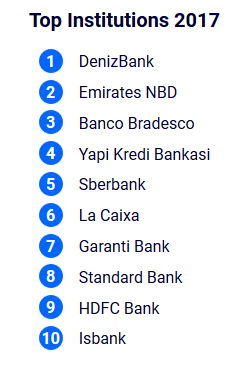 Top Institutions 2017
1 DenizBank
2 Emirates NBD
3 Banco Bradesco
4 Yapi Kredi Bankasi
5 Sberbank
6 La Caixa
7 Garanti Bank
8 Standard Bank
9 HDFC Bank
10 Isbank